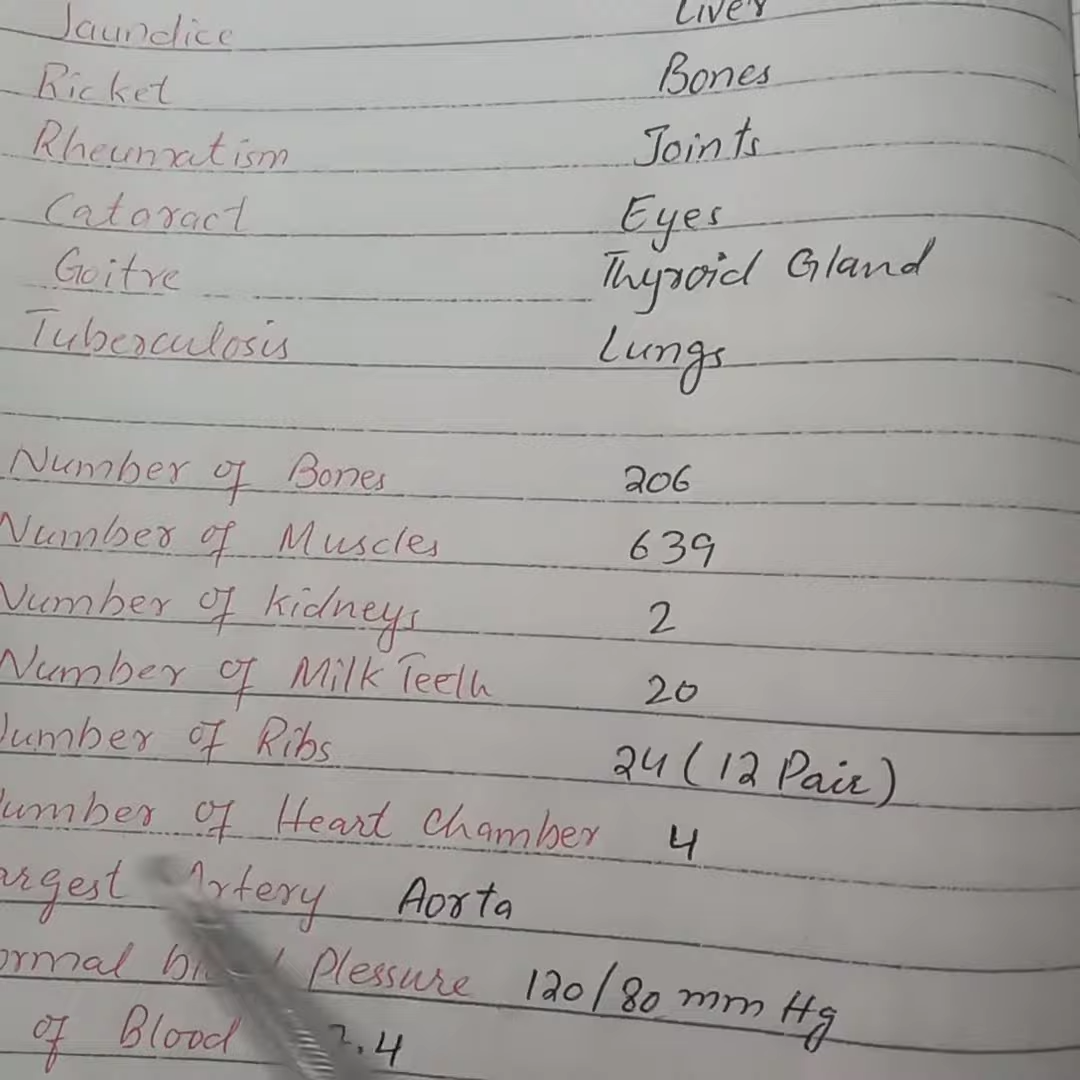 Jaundice Liver
Ricket Bones
Rheumatism Joints
Cataract Eyes
Goitre Thyroid Gland
Tuberculosis Lungs
Number of Bones 206
Number of Muscles 639
Number of kidneys 2
Number of Milk Teeth 20
Number of Ribs 24 (12 Pair)
Number of Heart Chamber 4
Largest Artery Aorta
Normal Plessure 120/80 mm Hg
of Blood .4